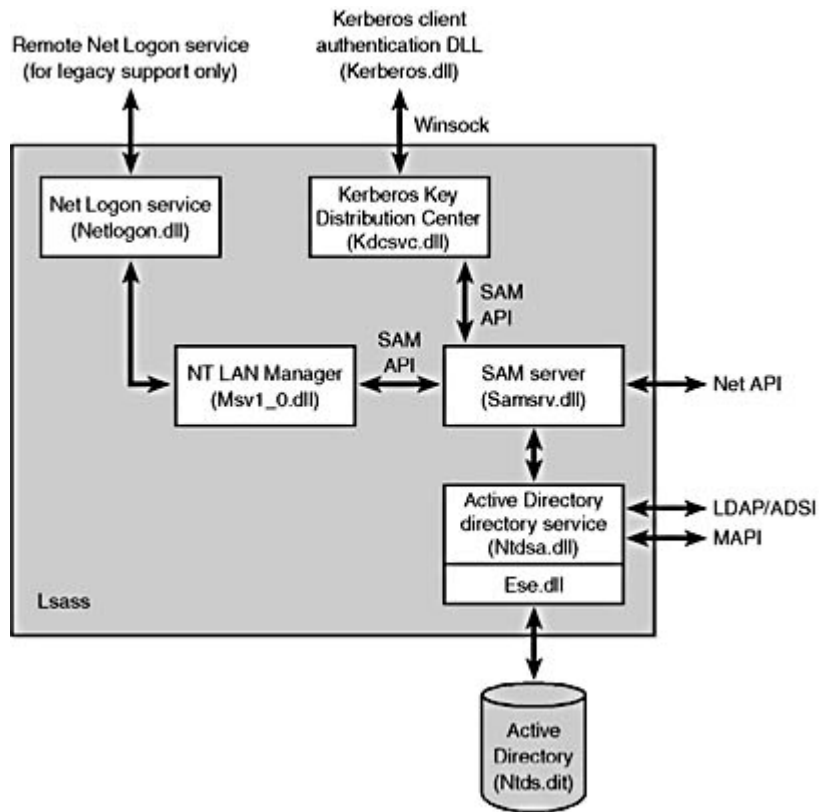 Remote Net Logon service
(for legacy support only)
Kerberos client
authentication DLL
(Kerberos.dll)
Winsock
Net Logon service
(Netlogon.dll)
Kerberos Key
Distribution Center
(Kdcsvc.dll)
SAM
API
NT LAN Manager
(Msv1_0.dll)
SAM
API
SAM server
(Samsrv.dll)
Net API
Active Directory
directory service
(Ntdsa.dll)
LDAP/ADSI
MAPI
Ese.dll
Lsass
Active
Directory
(Ntds.dit)